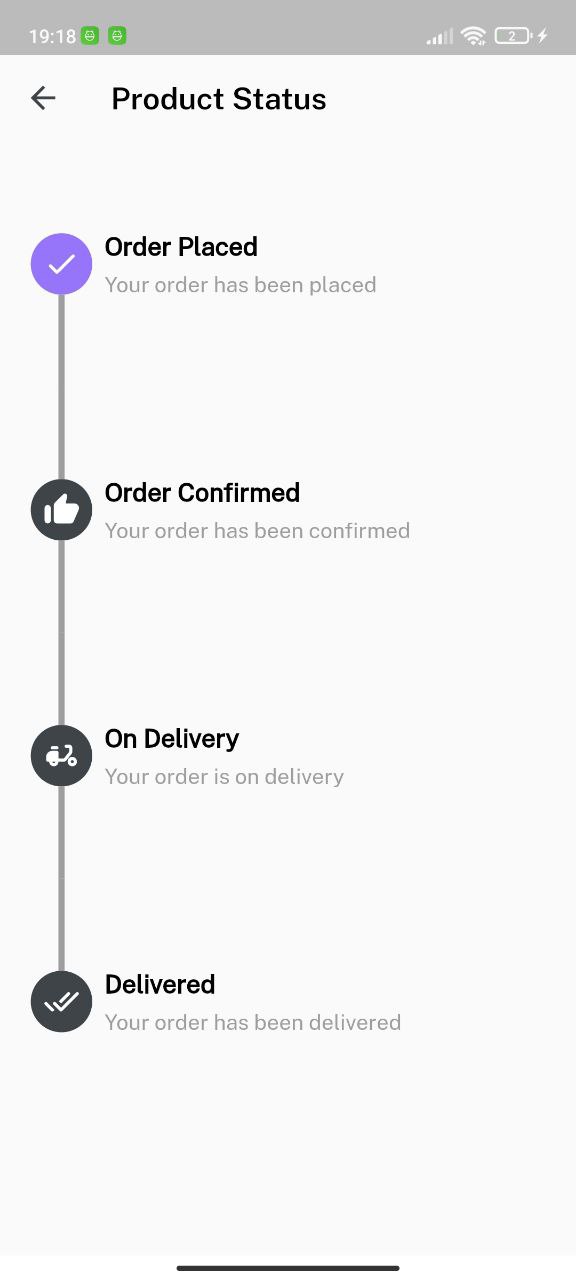 19:18
2
Product Status
Order Placed
Your order has been placed
Order Confirmed
Your order has been confirmed
On Delivery
Your order is on delivery
Delivered
Your order has been delivered